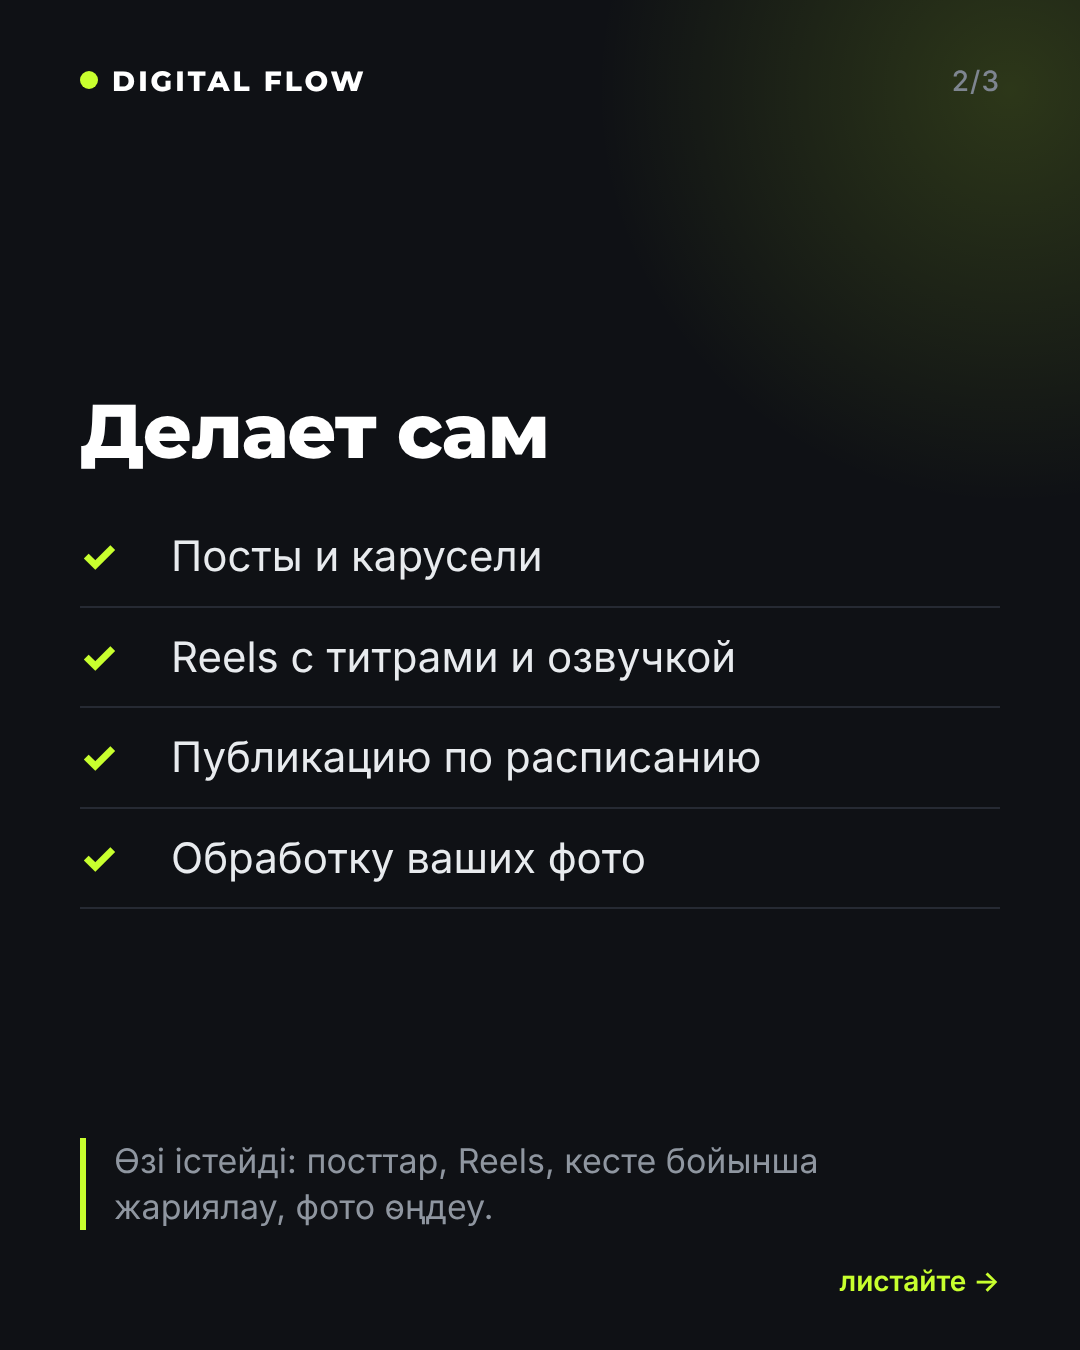 DIGITAL FLOW
2/3
Делает сам
Посты и карусели
Reels с титрами и озвучкой
Публикацию по расписанию
Обработку ваших фото
Өзі істейді: посттар, Reels, кесте бойынша
жариялау, фото өңдеу.
листайте →